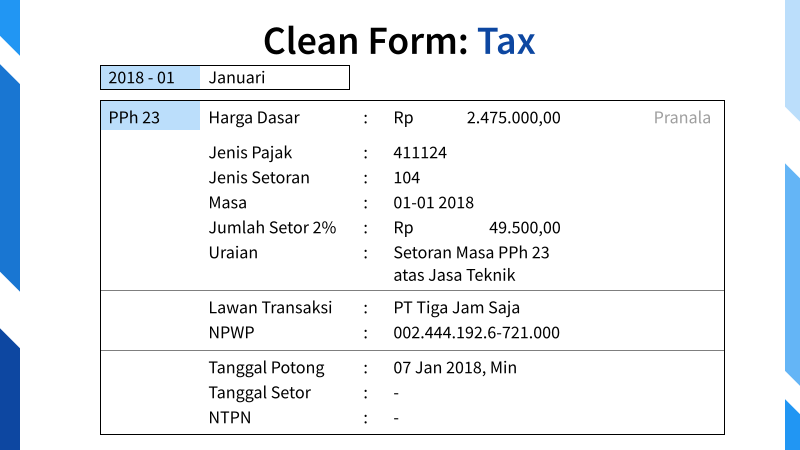 Clean Form: Tax
2018 - 01 Januari
PPh 23 Harga Dasar : Rp 2.475.000,00 Pranala
Jenis Pajak : 411124
Jenis Setoran : 104
Masa : 01-01 2018
Jumlah Setor 2% : Rp 49.500,00
Uraian : Setoran Masa PPh 23
atas Jasa Teknik
Lawan Transaksi : PT Tiga Jam Saja
NPWP : 002.444.192.6-721.000
Tanggal Potong : 07 Jan 2018, Min
Tanggal Setor : -
NTPN : -